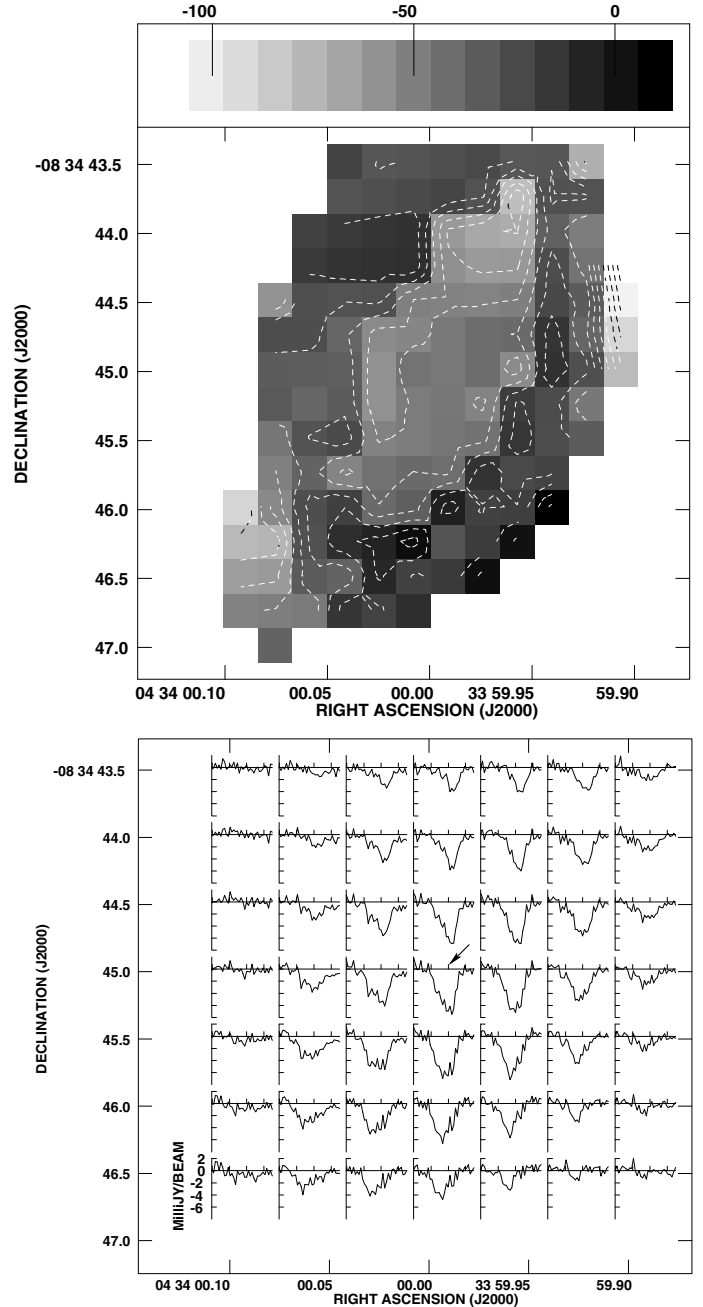 -100 -50 0
-08 34 43.5
44.0
44.5
45.0
45.5
46.0
46.5
47.0
DECLINATION (J2000)
04 34 00.10 00.05 00.00 33 59.95 59.90
RIGHT ASCENSION (J2000)
-08 34 43.5
44.0
44.5
45.0
45.5
46.0
46.5
47.0
DECLINATION (J2000)
MilliJY/BEAM
2
0
-2
-4
-6
04 34 00.10 00.05 00.00 33 59.95 59.90
RIGHT ASCENSION (J2000)